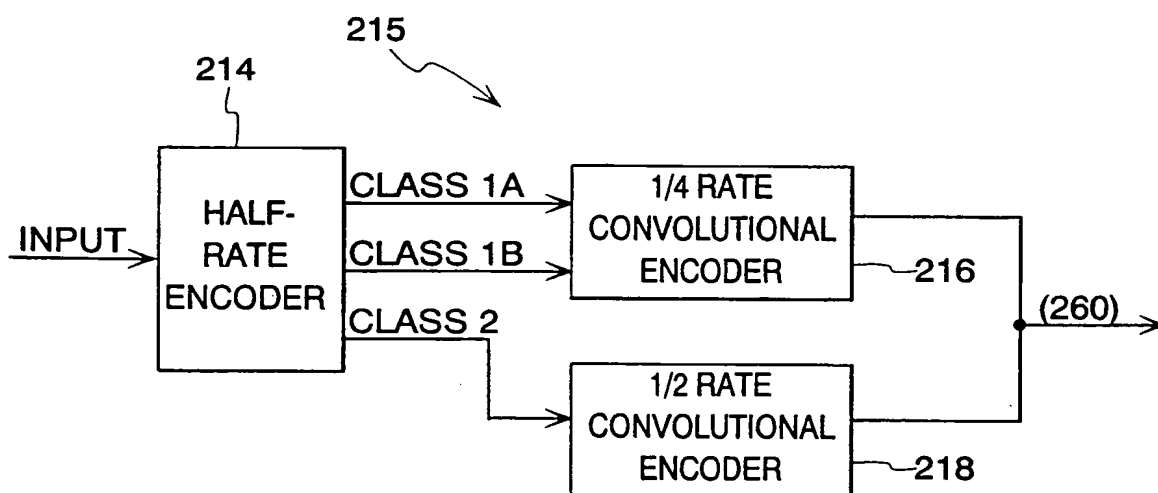 215
214
INPUT
HALF-
RATE
ENCODER
CLASS 1A
CLASS 1B
CLASS 2
1/4 RATE
CONVOLUTIONAL
ENCODER
216
1/2 RATE
CONVOLUTIONAL
ENCODER
218
(260)